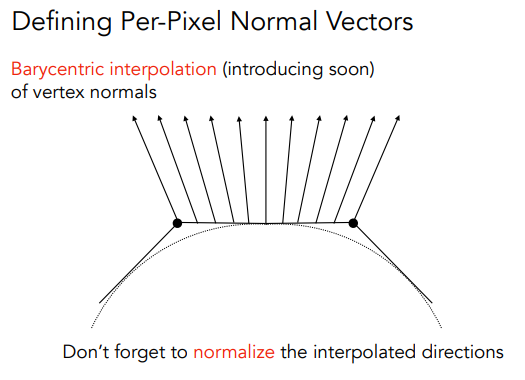 Defining Per-Pixel Normal Vectors
Barycentric interpolation (introducing soon)
of vertex normals
Don’t forget to normalize the interpolated directions